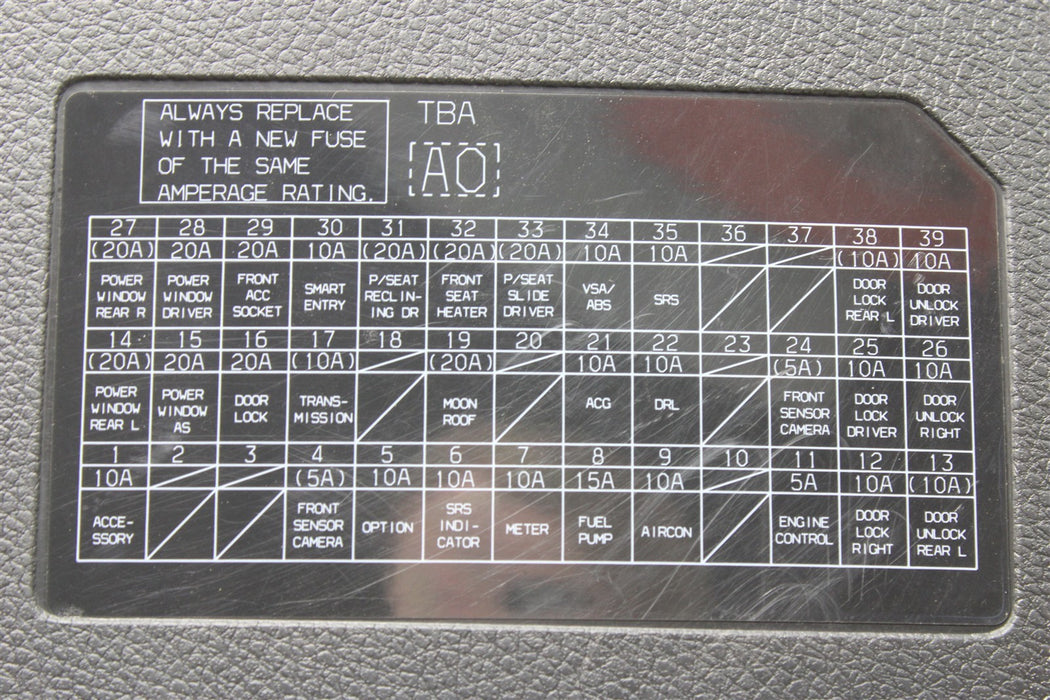 ALWAYS REPLACE
WITH A NEW FUSE
OF THE SAME
AMPERAGE RATING.
TBA
A0
27 28 29 30 31 32 33 34 35 36 37 38 39
(20A) 20A 20A 10A (20A) (20A) (20A) 10A 10A (10A) 10A
POWER WINDOW REAR R
POWER WINDOW DRIVER
FRONT ACC SOCKET
SMART ENTRY
P/SEAT RECLIN-ING DR
FRONT SEAT HEATER
P/SEAT SLIDE DRIVER
VSA/ABS
SRS
DOOR LOCK REAR L
DOOR UNLOCK DRIVER
14 15 16 17 18 19 20 21 22 23 24 25 26
(20A) 20A 20A (10A) (20A) 10A 10A (5A) 10A 10A
POWER WINDOW REAR L
POWER WINDOW AS
DOOR LOCK
TRANS-MISSION
MOON ROOF
ACG
DRL
FRONT SENSOR CAMERA
DOOR LOCK DRIVER
DOOR UNLOCK RIGHT
1 2 3 4 5 6 7 8 9 10 11 12 13
10A (5A) 10A 10A 10A 15A 10A 5A 10A (10A)
ACCE-SSORY
FRONT SENSOR CAMERA
OPTION
SRS INDI-CATOR
METER
FUEL PUMP
AIRCON
ENGINE CONTROL
DOOR LOCK RIGHT
DOOR UNLOCK REAR L